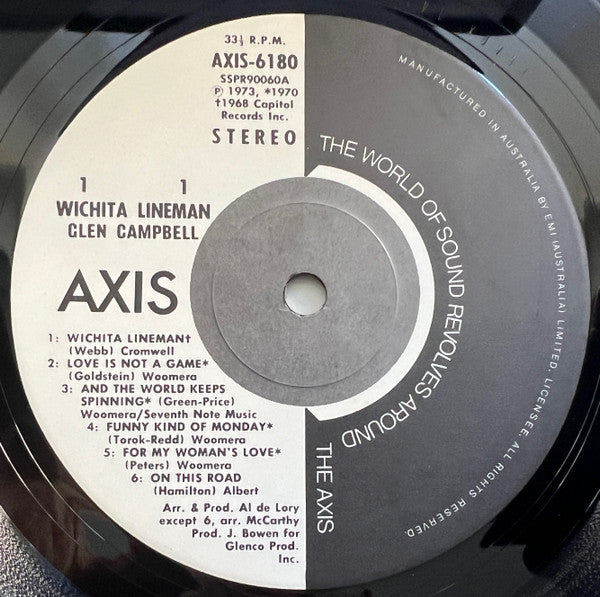 33⅓ R.P.M.
AXIS-6180
SSPR90060A
Ⓟ 1973, *1970
†1968 Capitol
Records Inc.
STEREO
1 1
WICHITA LINEMAN
GLEN CAMPBELL
AXIS
1: WICHITA LINEMAN†
(Webb) Cromwell
2: LOVE IS NOT A GAME*
(Goldstein) Woomera
3: AND THE WORLD KEEPS
SPINNING* (Green-Price)
Woomera/Seventh Note Music
4: FUNNY KIND OF MONDAY*
(Torok-Redd) Woomera
5: FOR MY WOMAN'S LOVE*
(Peters) Woomera
6: ON THIS ROAD
(Hamilton) Albert
Arr. & Prod. Al de Lory
except 6, arr. McCarthy
Prod. J. Bowen for
Glenco Prod.
Inc.
THE WORLD OF SOUND REVOLVES AROUND THE AXIS
MANUFACTURED IN AUSTRALIA BY EMI (AUSTRALIA) LIMITED, LICENSEE. ALL RIGHTS RESERVED.